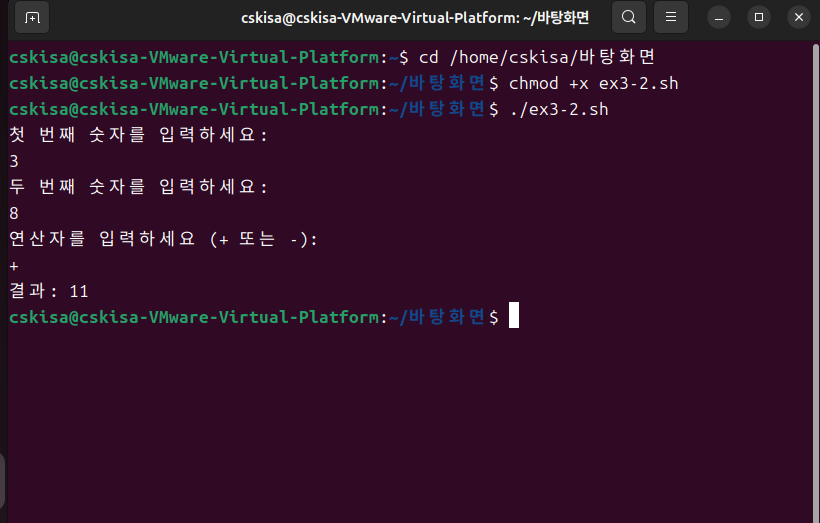 cskisa@cskisa-VMware-Virtual-Platform: ~/바탕화면
cskisa@cskisa-VMware-Virtual-Platform:~$ cd /home/cskisa/바탕화면
cskisa@cskisa-VMware-Virtual-Platform:~/바탕화면$ chmod +x ex3-2.sh
cskisa@cskisa-VMware-Virtual-Platform:~/바탕화면$ ./ex3-2.sh
첫 번째 숫자를 입력하세요:
3
두 번째 숫자를 입력하세요:
8
연산자를 입력하세요 (+ 또는 -):
+
결과: 11
cskisa@cskisa-VMware-Virtual-Platform:~/바탕화면$